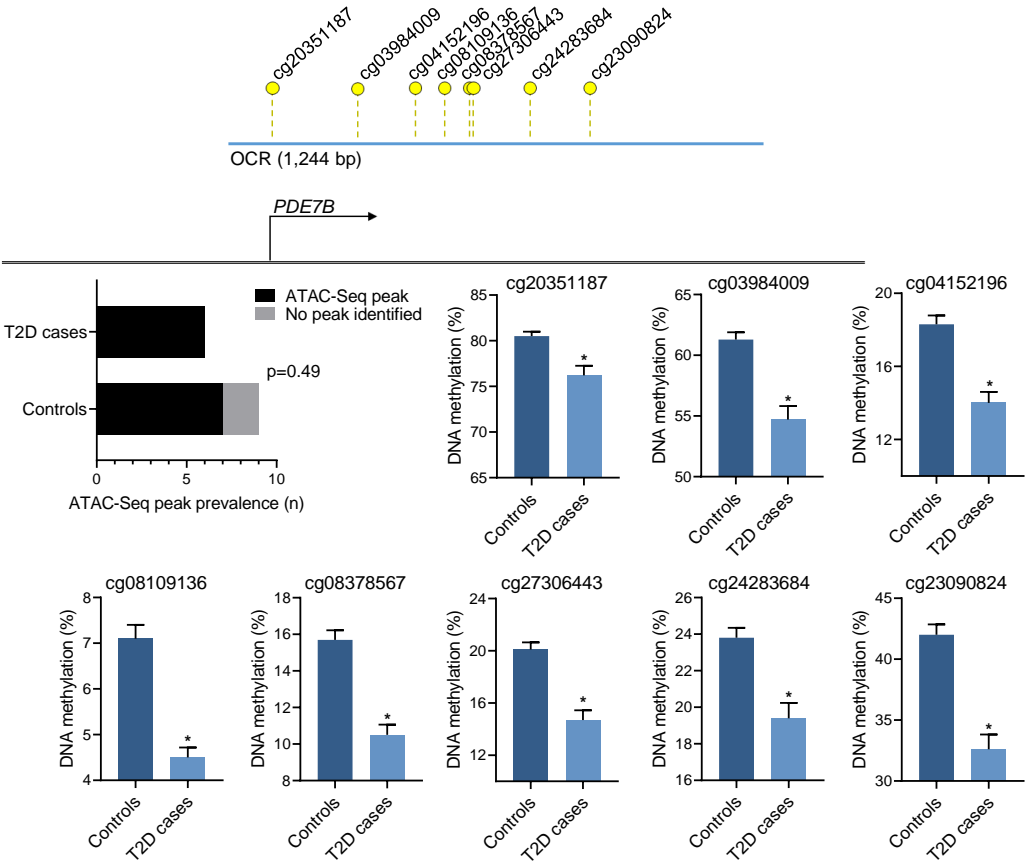 cg20351187
cg03984009
cg04152196
cg08109136
cg08378567
cg27306443
cg24283684
cg23090824
OCR (1,244 bp)
PDE7B
ATAC-Seq peak
No peak identified
T2D cases
Controls
p=0.49
0
5
10
ATAC-Seq peak prevalence (n)
cg20351187
DNA methylation (%)
85
80
75
70
65
*
Controls
T2D cases
cg03984009
DNA methylation (%)
65
60
55
50
*
Controls
T2D cases
cg04152196
DNA methylation (%)
20
16
12
*
Controls
T2D cases
cg08109136
DNA methylation (%)
8
7
6
5
4
*
Controls
T2D cases
cg08378567
DNA methylation (%)
18
16
14
12
10
8
*
Controls
T2D cases
cg27306443
DNA methylation (%)
24
20
16
12
*
Controls
T2D cases
cg24283684
DNA methylation (%)
26
24
22
20
18
16
*
Controls
T2D cases
cg23090824
DNA methylation (%)
45
40
35
30
*
Controls
T2D cases